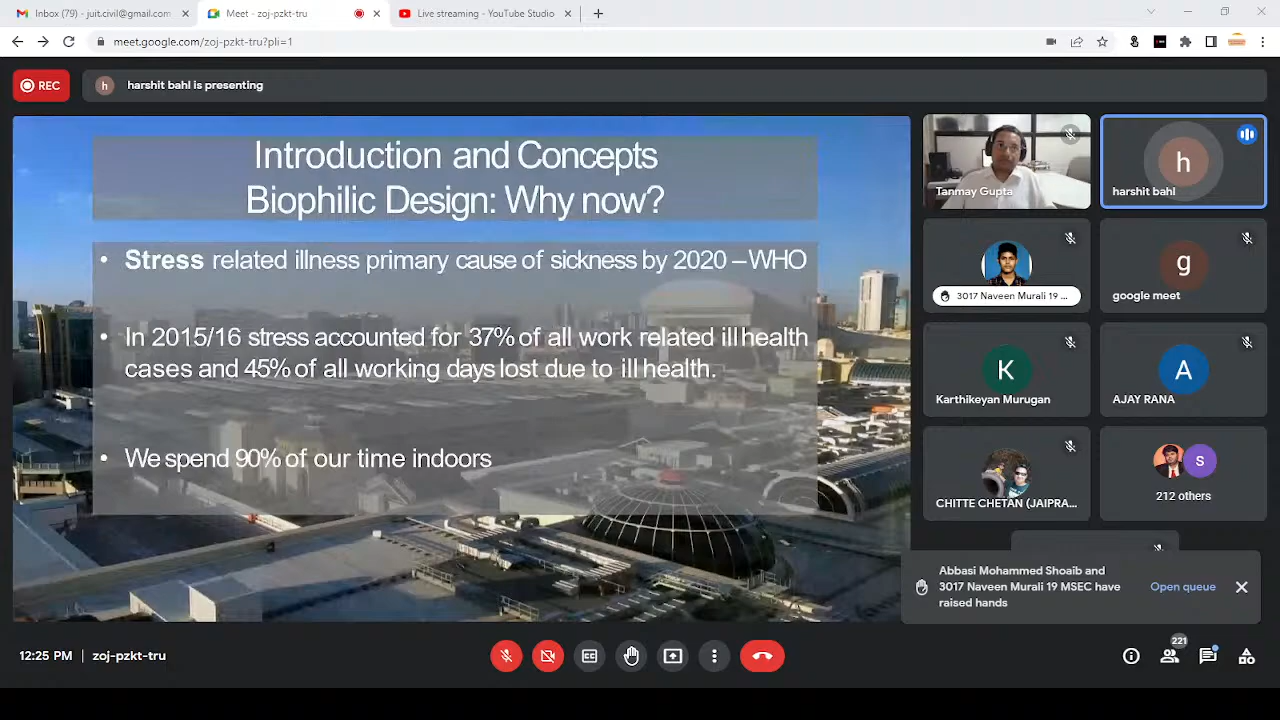 Inbox (79) - juit.civil@gmail.com
Meet - zoj-pzkt-tru
Live streaming - YouTube Studio
meet.google.com/zoj-pzkt-tru?pli=1
REC
h
harshit bahl is presenting
Introduction and Concepts
Biophilic Design: Why now?
• Stress related illness primary cause of sickness by 2020 – WHO
• In 2015/16 stress accounted for 37% of all work related ill health
cases and 45% of all working days lost due to ill health.
• We spend 90% of our time indoors
Tanmay Gupta
h
harshit bahl
3017 Naveen Murali 19 ...
g
google meet
K
Karthikeyan Murugan
A
AJAY RANA
CHITTE CHETAN (JAIPRA...
s
212 others
Abbasi Mohammed Shoaib and
3017 Naveen Murali 19 MSEC have
raised hands
Open queue
12:25 PM | zoj-pzkt-tru
CC
221